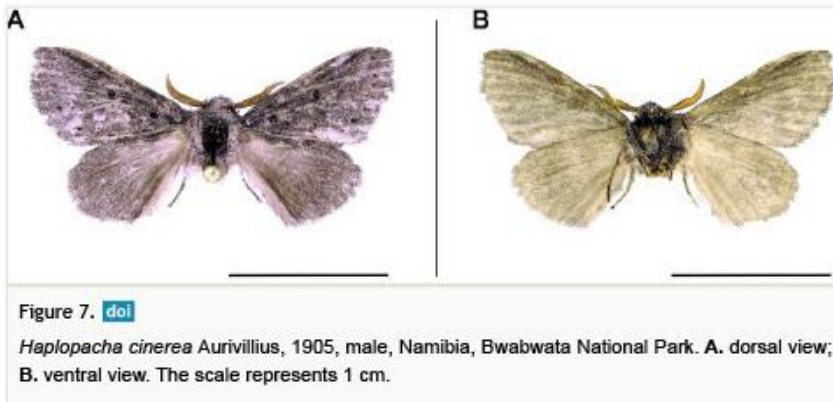 A
B
Figure 7. doi
Haplopacha cinerea Aurivillius, 1905, male, Namibia, Bwabwata National Park. A. dorsal view;
B. ventral view. The scale represents 1 cm.